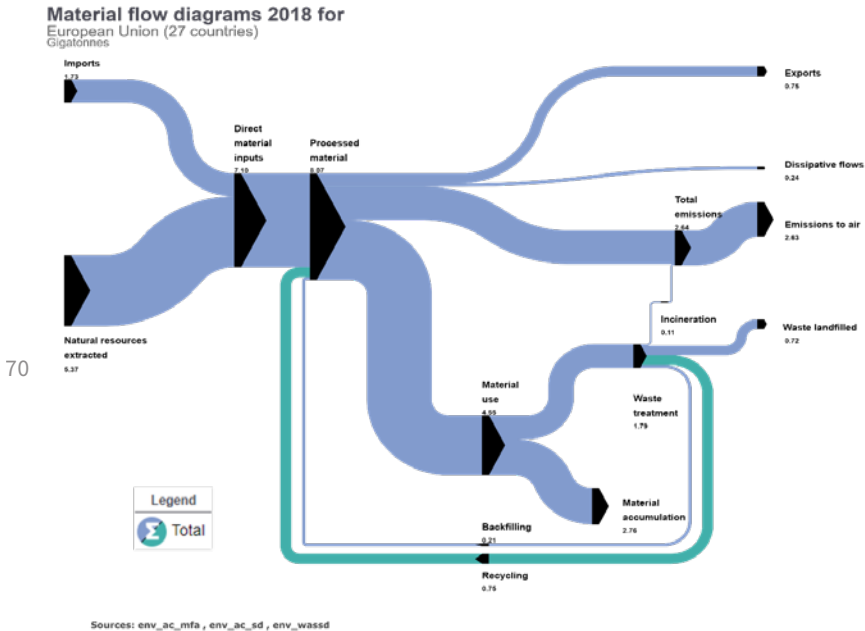 Material flow diagrams 2018 for
European Union (27 countries)
Gigatonnes
Imports
1.73
Exports
0.75
Direct
material
inputs
7.10
Processed
material
8.07
Dissipative flows
0.24
Total
emissions
2.64
Emissions to air
2.63
Incineration
0.11
Waste landfilled
0.72
Natural resources
extracted
5.37
70
Material
use
4.55
Waste
treatment
1.79
Material
accumulation
2.76
Legend
Σ Total
Backfilling
0.21
Recycling
0.75
Sources: env_ac_mfa , env_ac_sd , env_wassd